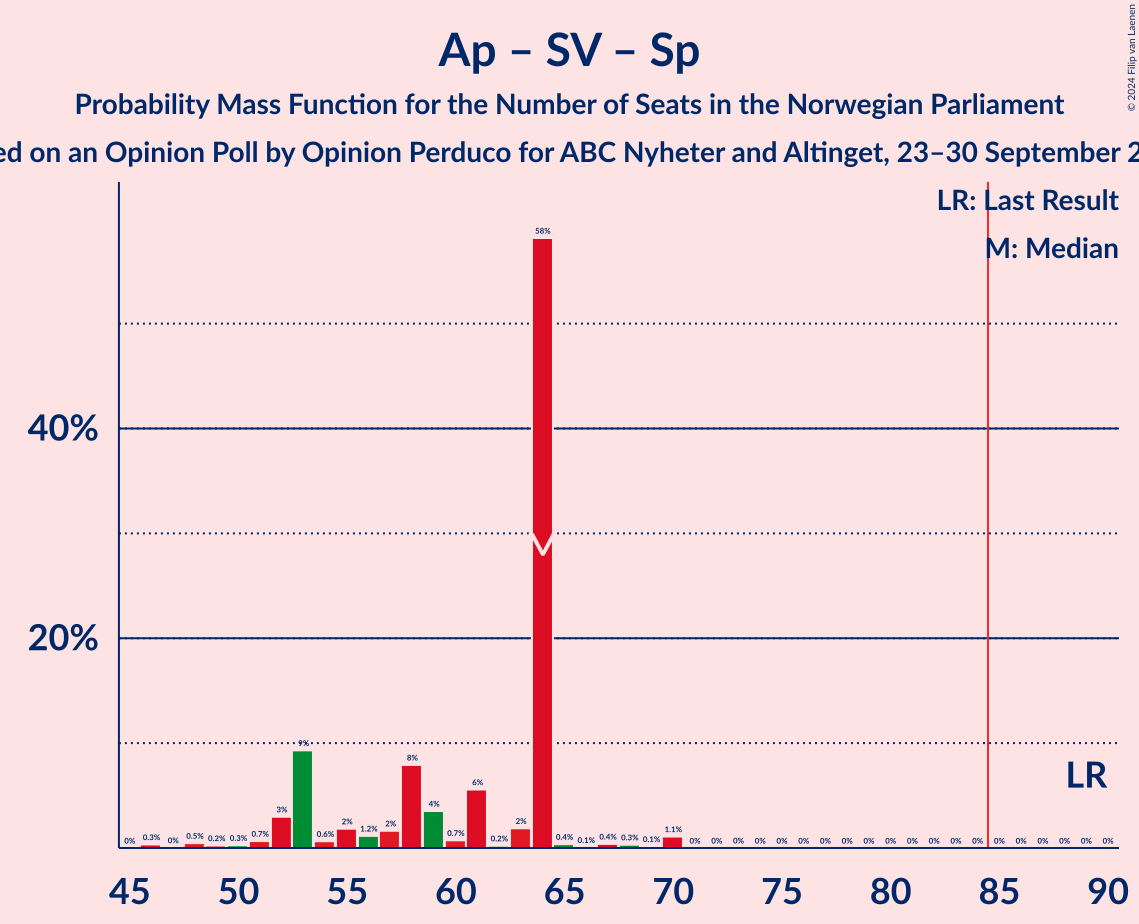 Ap – SV – Sp
Probability Mass Function for the Number of Seats in the Norwegian Parliament
ed on an Opinion Poll by Opinion Perduco for ABC Nyheter and Altinget, 23–30 September 2
© 2024 Filip van Laenen
LR: Last Result
M: Median
40%
20%
0% 0.3% 0% 0.5% 0.2% 0.3% 0.7% 3% 9% 0.6% 2% 1.2% 2% 8% 4% 0.7% 6% 0.2% 2% 58% 0.4% 0.1% 0.4% 0.3% 0.1% 1.1% 0% 0% 0% 0% 0% 0% 0% 0% 0% 0% 0% 0% 0% 0% 0% 0% 0% 0% 0% 0%
LR
45 50 55 60 65 70 75 80 85 90